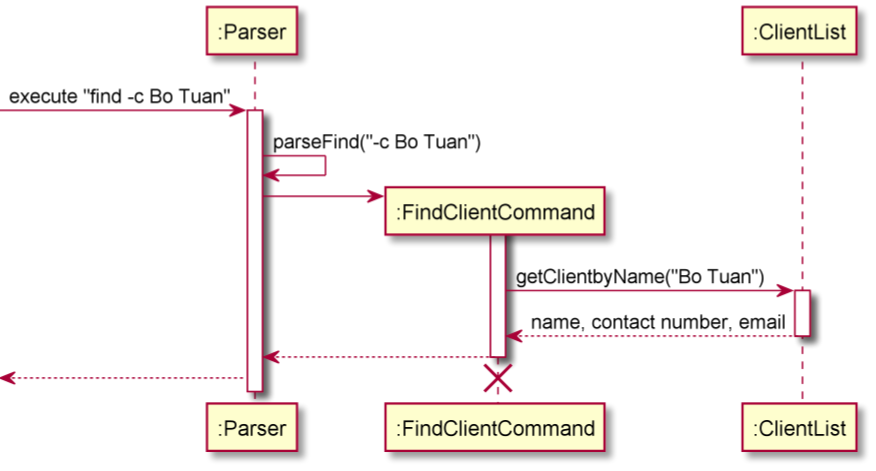 :Parser
:ClientList
execute "find -c Bo Tuan"
parseFind("-c Bo Tuan")
:FindClientCommand
getClientbyName("Bo Tuan")
name, contact number, email
:Parser
:FindClientCommand
:ClientList